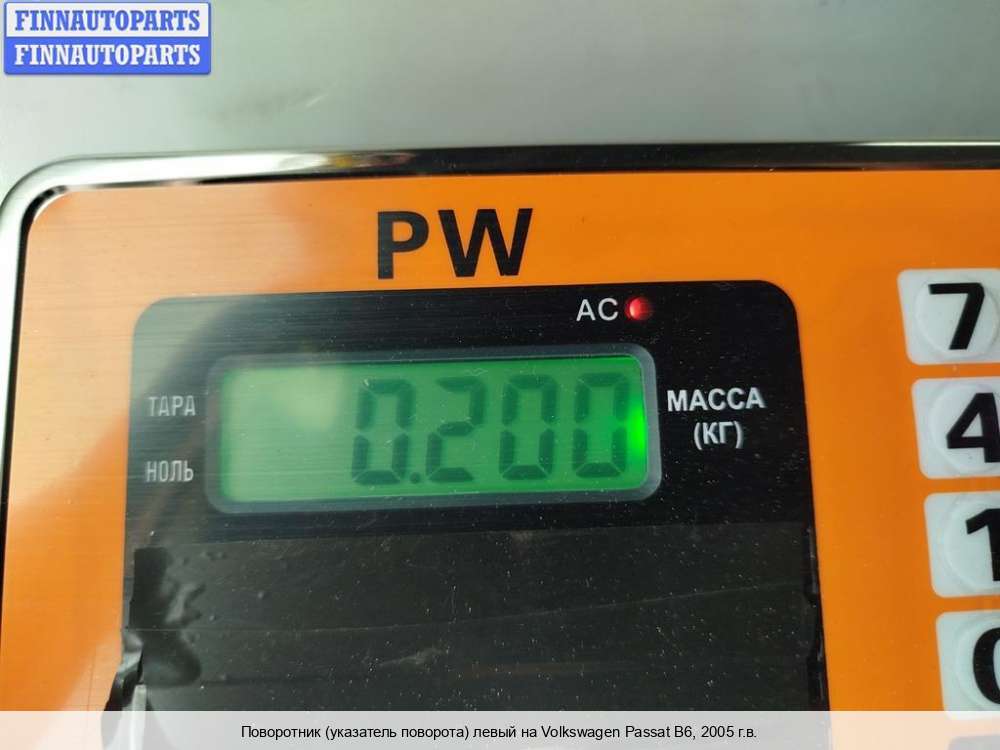 FINNAUTOPARTS
FINNAUTOPARTS
PW
AC
7
ТАРА
0.200
МАССА
(КГ)
4
НОЛЬ
1
0
Поворотник (указатель поворота) левый на Volkswagen Passat B6, 2005 г.в.